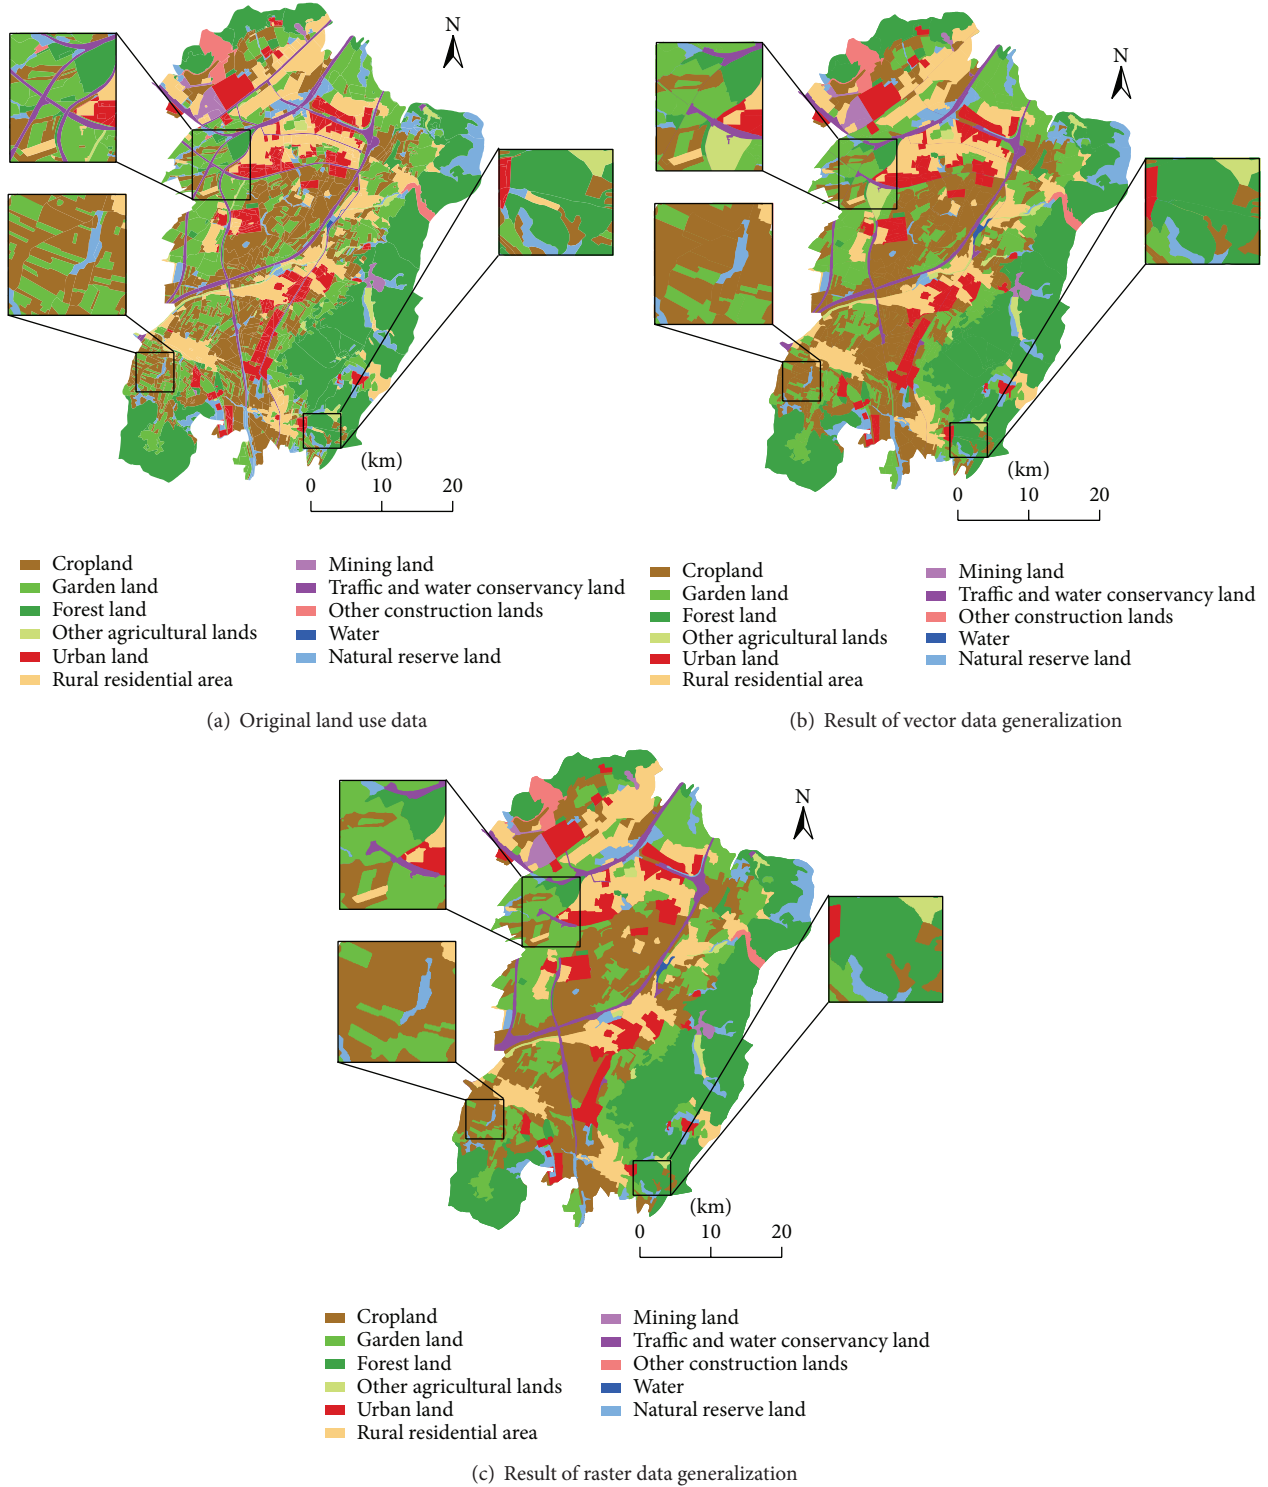 N
(km)
0 10 20
Cropland
Garden land
Forest land
Other agricultural lands
Urban land
Rural residential area
Mining land
Traffic and water conservancy land
Other construction lands
Water
Natural reserve land
(a) Original land use data
N
(km)
0 10 20
Cropland
Garden land
Forest land
Other agricultural lands
Urban land
Rural residential area
Mining land
Traffic and water conservancy land
Other construction lands
Water
Natural reserve land
(b) Result of vector data generalization
N
(km)
0 10 20
Cropland
Garden land
Forest land
Other agricultural lands
Urban land
Rural residential area
Mining land
Traffic and water conservancy land
Other construction lands
Water
Natural reserve land
(c) Result of raster data generalization